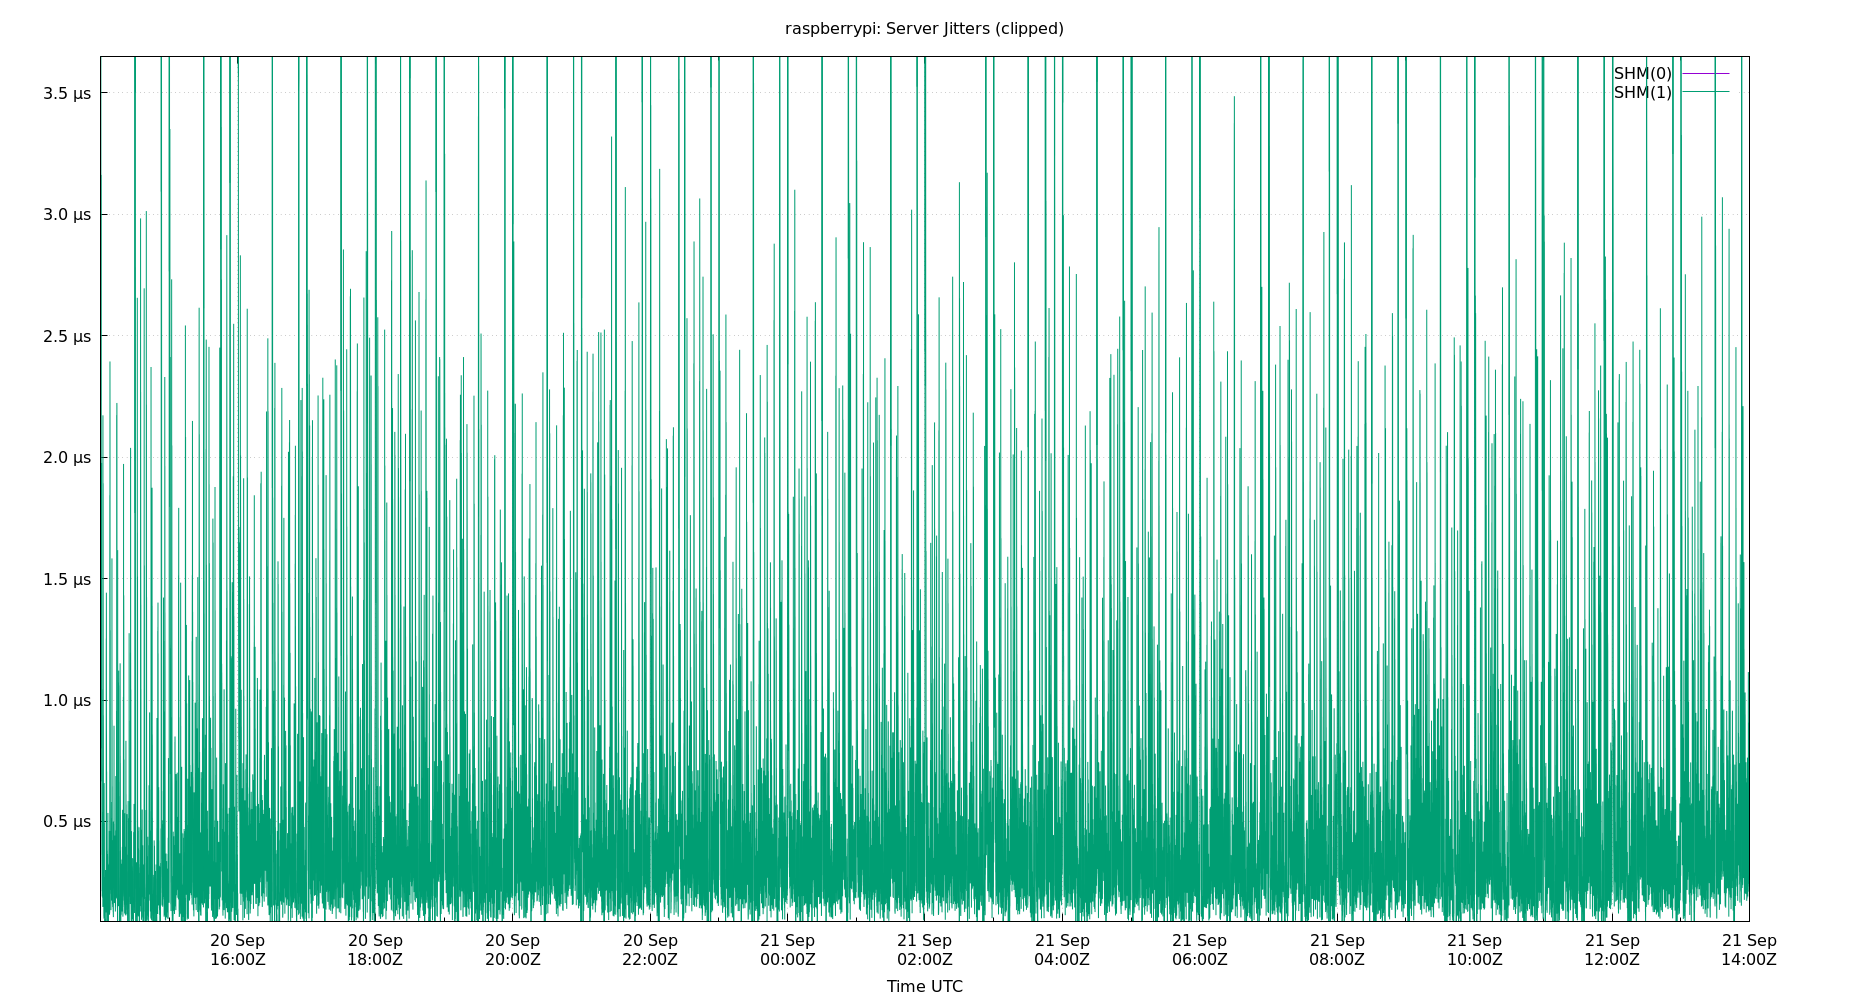 raspberrypi: Server Jitters (clipped)
SHM(0)
SHM(1)
3.5 µs
3.0 µs
2.5 µs
2.0 µs
1.5 µs
1.0 µs
0.5 µs
20 Sep 20 Sep 20 Sep 20 Sep 21 Sep 21 Sep 21 Sep 21 Sep 21 Sep 21 Sep 21 Sep 21 Sep
16:00Z 18:00Z 20:00Z 22:00Z 00:00Z 02:00Z 04:00Z 06:00Z 08:00Z 10:00Z 12:00Z 14:00Z
Time UTC